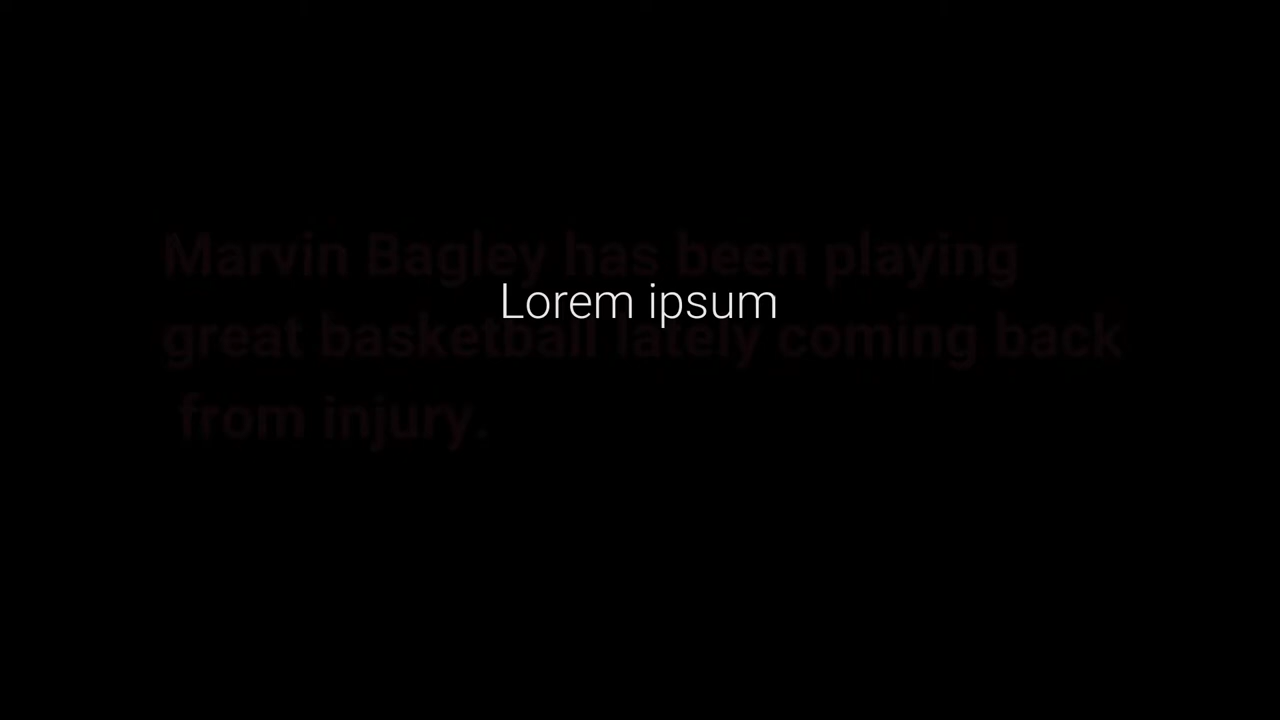 Marvin Bagley has been playing
Lorem ipsum
great basketball lately coming back
from injury.